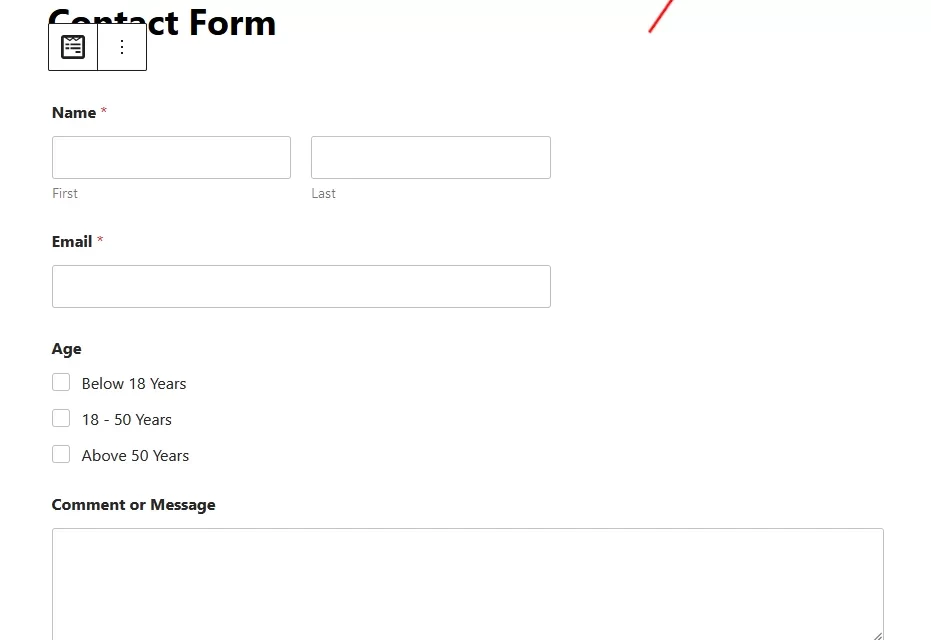 Contact Form
Name *
First Last
Email *
Age
Below 18 Years
18 - 50 Years
Above 50 Years
Comment or Message